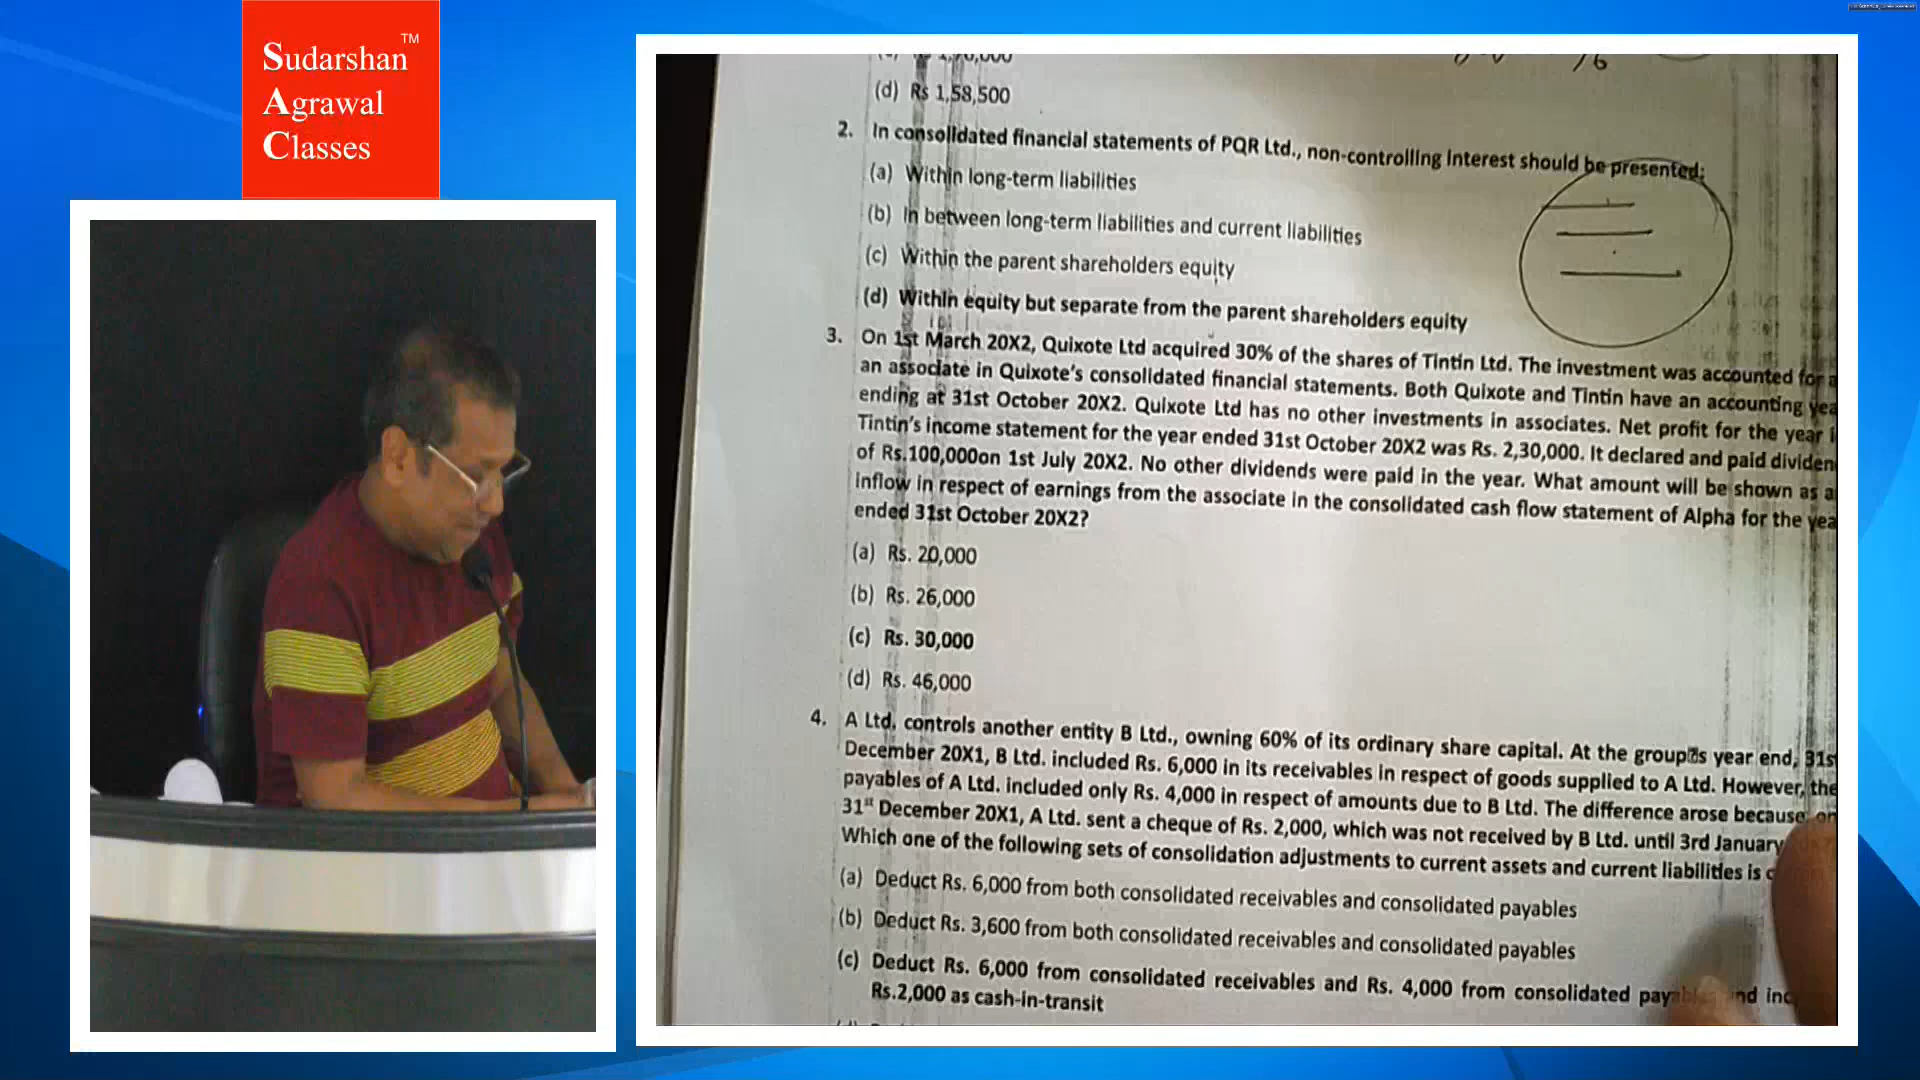 Sudarshan TM
Agrawal
Classes
(d) Rs 1,58,500
2. In consolidated financial statements of PQR Ltd., non-controlling interest should be presented:
(a) Within long-term liabilities
(b) In between long-term liabilities and current liabilities
(c) Within the parent shareholders equity
(d) Within equity but separate from the parent shareholders equity
3. On 1st March 20X2, Quixote Ltd acquired 30% of the shares of Tintin Ltd. The investment was accounted for
an associate in Quixote's consolidated financial statements. Both Quixote and Tintin have an accounting
ending at 31st October 20X2. Quixote Ltd has no other investments in associates. Net profit for the year
Tintin's income statement for the year ended 31st October 20X2 was Rs. 2,30,000. It declared and paid
of Rs.100,000on 1st July 20X2. No other dividends were paid in the year. What amount will be shown as
inflow in respect of earnings from the associate in the consolidated cash flow statement of Alpha for the
ended 31st October 20X2?
(a) Rs. 20,000
(b) Rs. 26,000
(c) Rs. 30,000
(d) Rs. 46,000
4. A Ltd. controls another entity B Ltd., owning 60% of its ordinary share capital. At the year end,
December 20X1, B Ltd. included Rs. 6,000 in its receivables in respect of goods supplied to A Ltd. However,
payables of A Ltd. included only Rs. 4,000 in respect of amounts due to B Ltd. The difference arose because
31st December 20X1, A Ltd. sent a cheque of Rs. 2,000, which was not received by B Ltd. until 3rd January
Which one of the following sets of consolidation adjustments to current assets and current liabilities is
(a) Deduct Rs. 6,000 from both consolidated receivables and consolidated payables
(b) Deduct Rs. 3,600 from both consolidated receivables and consolidated payables
(c) Deduct Rs. 6,000 from consolidated receivables and Rs. 4,000 from consolidated
Rs.2,000 as cash-in-transit